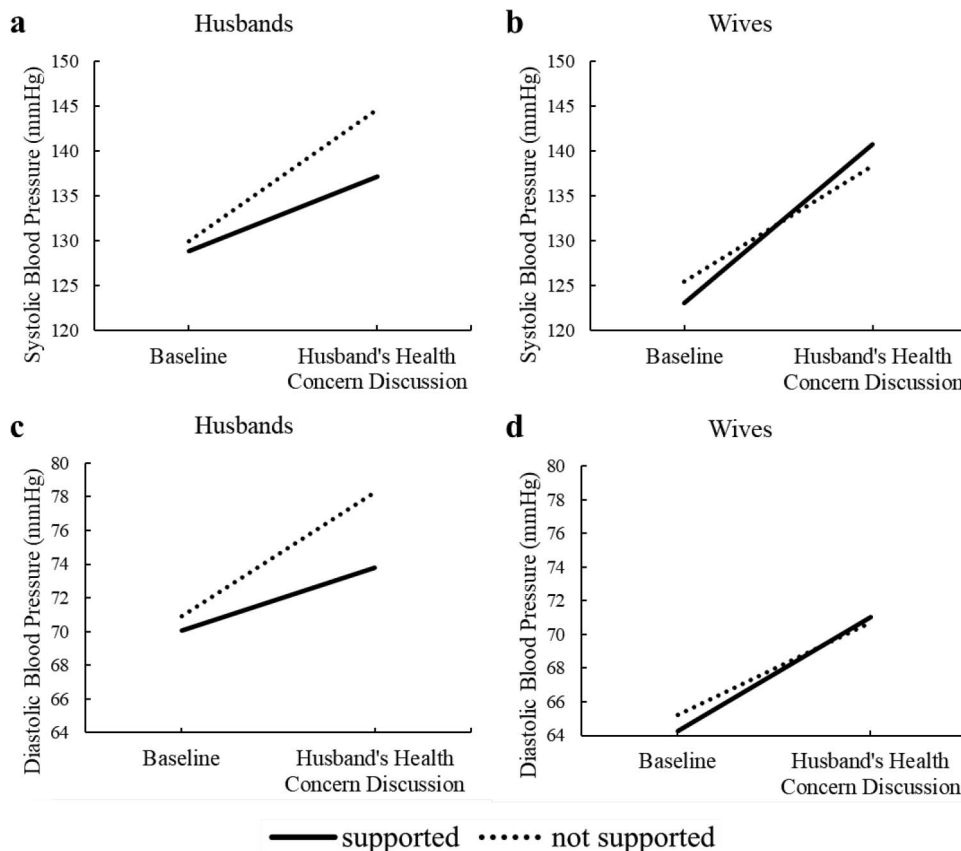 a
Husbands
Systolic Blood Pressure (mmHg)
150
145
140
135
130
125
120
Baseline
Husband's Health
Concern Discussion
b
Wives
Systolic Blood Pressure (mmHg)
150
145
140
135
130
125
120
Baseline
Husband's Health
Concern Discussion
c
Husbands
Diastolic Blood Pressure (mmHg)
80
78
76
74
72
70
68
66
64
Baseline
Husband's Health
Concern Discussion
d
Wives
Diastolic Blood Pressure (mmHg)
80
78
76
74
72
70
68
66
64
Baseline
Husband's Health
Concern Discussion
supported
not supported